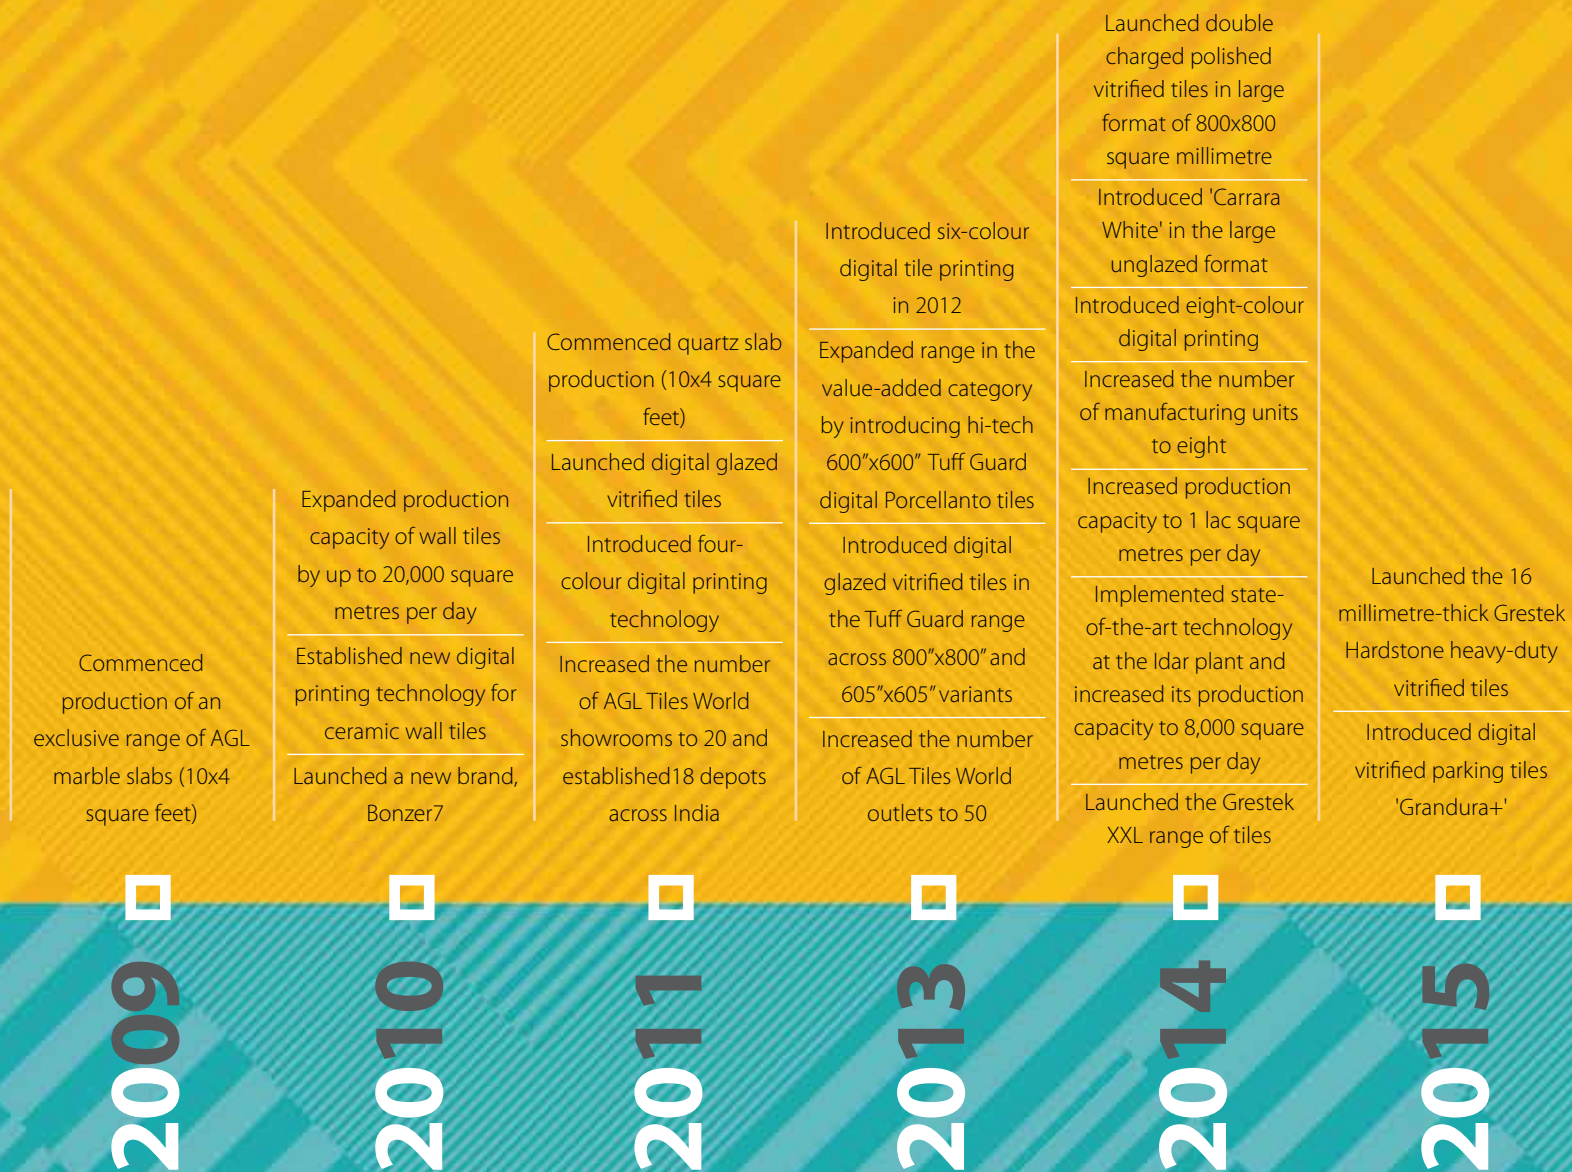 Commenced
production of an
exclusive range of AGL
marble slabs (10x4
square feet)
2009
Expanded production
capacity of wall tiles
by up to 20,000 square
metres per day
Established new digital
printing technology for
ceramic wall tiles
Launched a new brand,
Bonzer7
2010
Commenced quartz slab
production (10x4 square
feet)
Launched digital glazed
vitrified tiles
Introduced four-
colour digital printing
technology
Increased the number
of AGL Tiles World
showrooms to 20 and
established18 depots
across India
2011
Introduced six-colour
digital tile printing
in 2012
Expanded range in the
value-added category
by introducing hi-tech
600”x600” Tuff Guard
digital Porcellanto tiles
Introduced digital
glazed vitrified tiles in
the Tuff Guard range
across 800”x800” and
605”x605” variants
Increased the number
of AGL Tiles World
outlets to 50
2013
Launched double
charged polished
vitrified tiles in large
format of 800x800
square millimetre
Introduced 'Carrara
White' in the large
unglazed format
Introduced eight-colour
digital printing
Increased the number
of manufacturing units
to eight
Increased production
capacity to 1 lac square
metres per day
Implemented state-
of-the-art technology
at the Idar plant and
increased its production
capacity to 8,000 square
metres per day
Launched the Grestek
XXL range of tiles
2014
Launched the 16
millimetre-thick Grestek
Hardstone heavy-duty
vitrified tiles
Introduced digital
vitrified parking tiles
'Grandura+'
2015